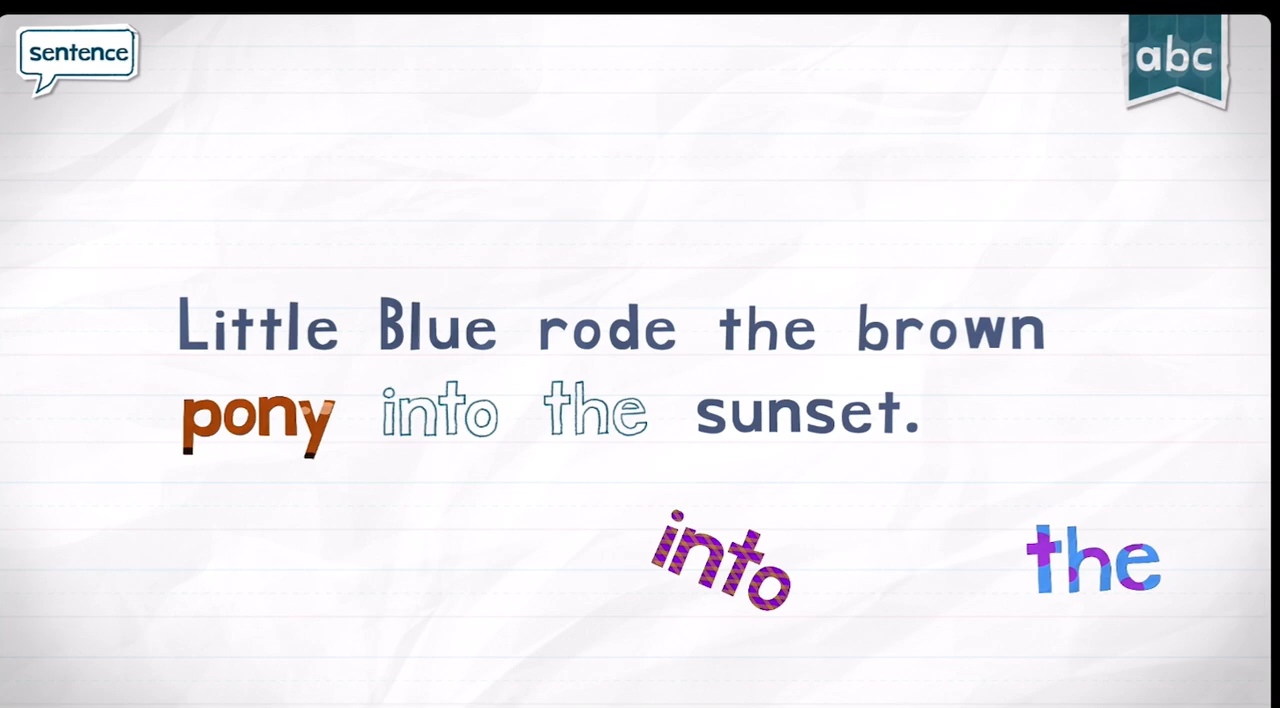 sentence
abc
Little Blue rode the brown
pony into the sunset.
into
the